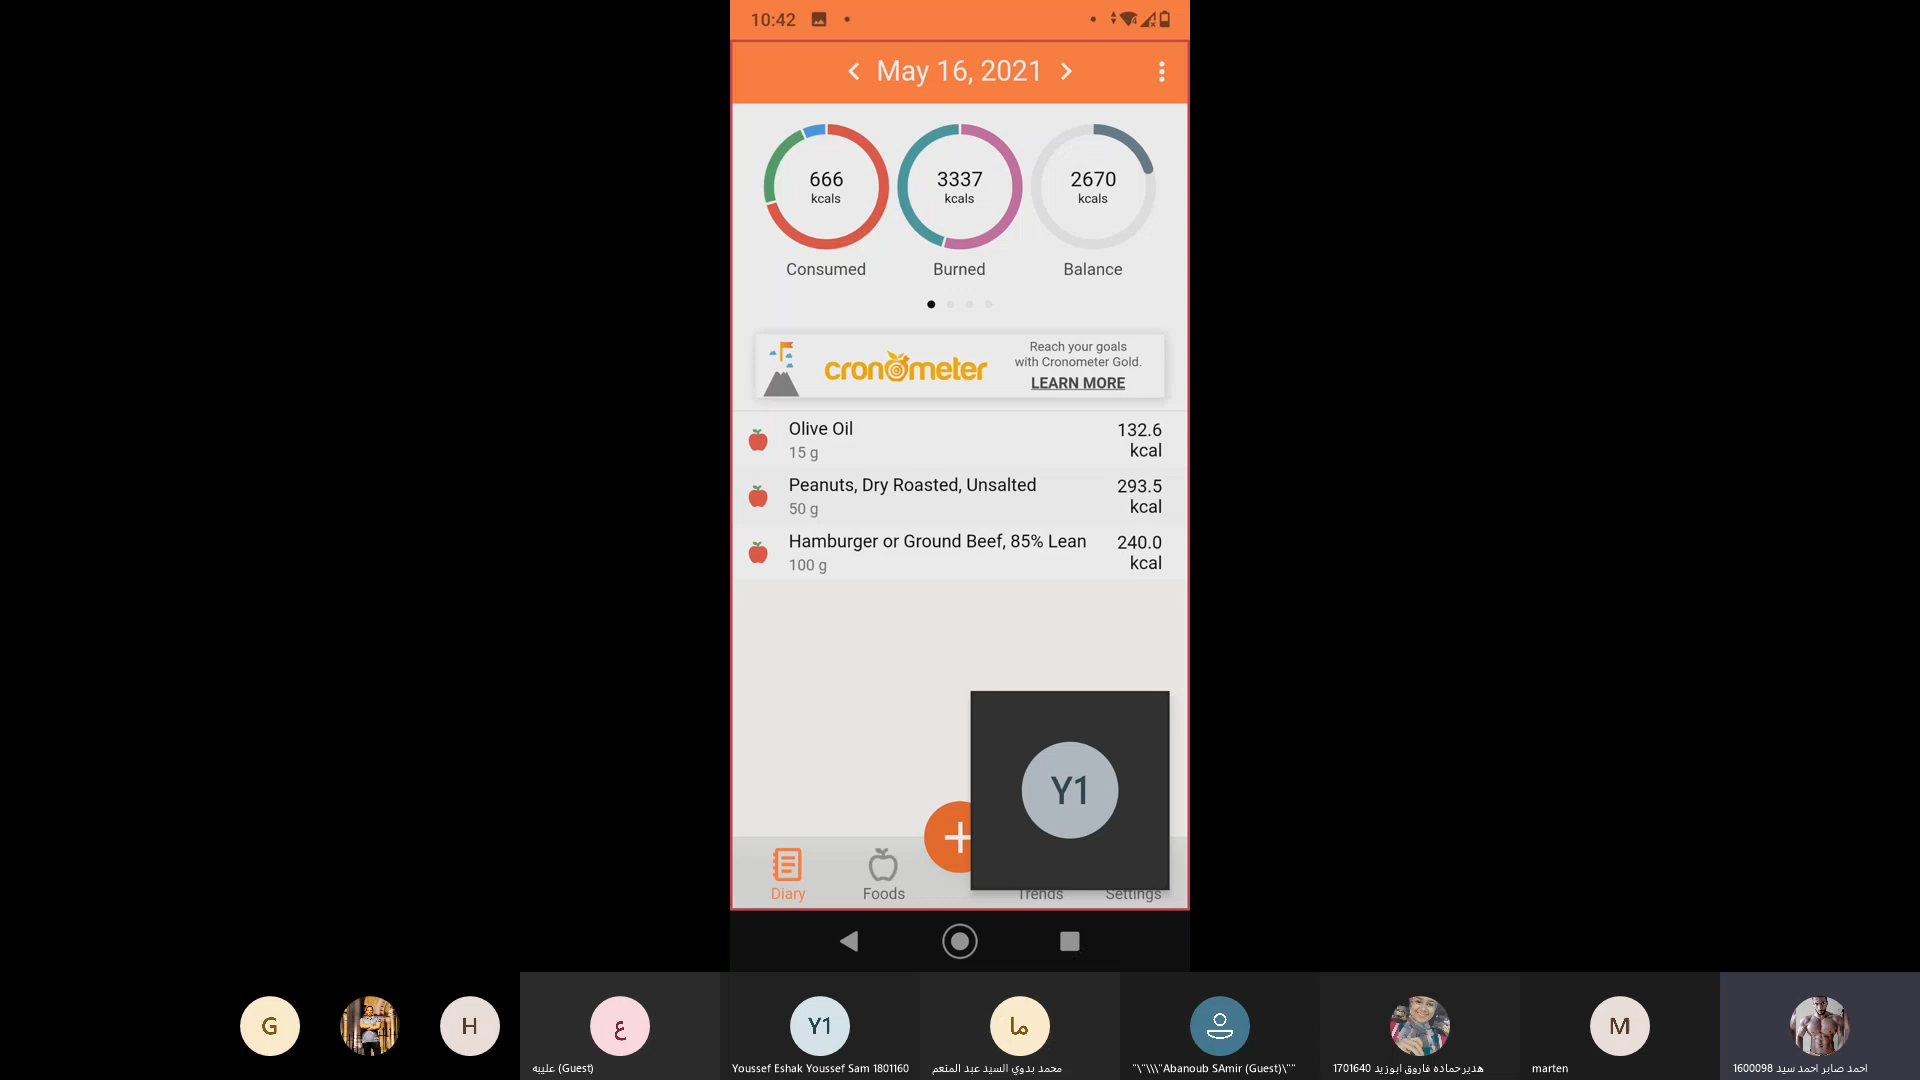 10:42
May 16, 2021
666
kcals
3337
kcals
2670
kcals
Consumed
Burned
Balance
cronometer
Reach your goals
with Cronometer Gold.
LEARN MORE
Olive Oil
132.6
kcal
15 g
Peanuts, Dry Roasted, Unsalted
293.5
kcal
50 g
Hamburger or Ground Beef, 85% Lean
240.0
kcal
100 g
Y1
Diary
Foods
Trends
Settings
G
H
ع
Y1
ما
M
عليبه (Guest)
Youssef Eshak Youssef Sam 1801160
محمد بدوي السيد عبد المنعم
"\"\\\"Abanoub SAmir (Guest)\""
هديرحماده فاروق ابوزيد 1701640
marten
احمد صابر احمد سيد 1600098